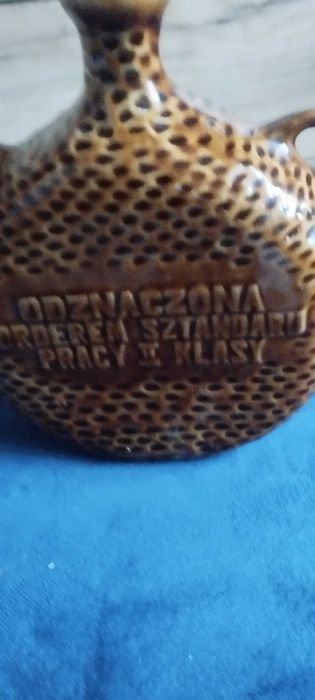 ODZNACZONA
ORDEREM SZTANDARU
PRACY II KLASY